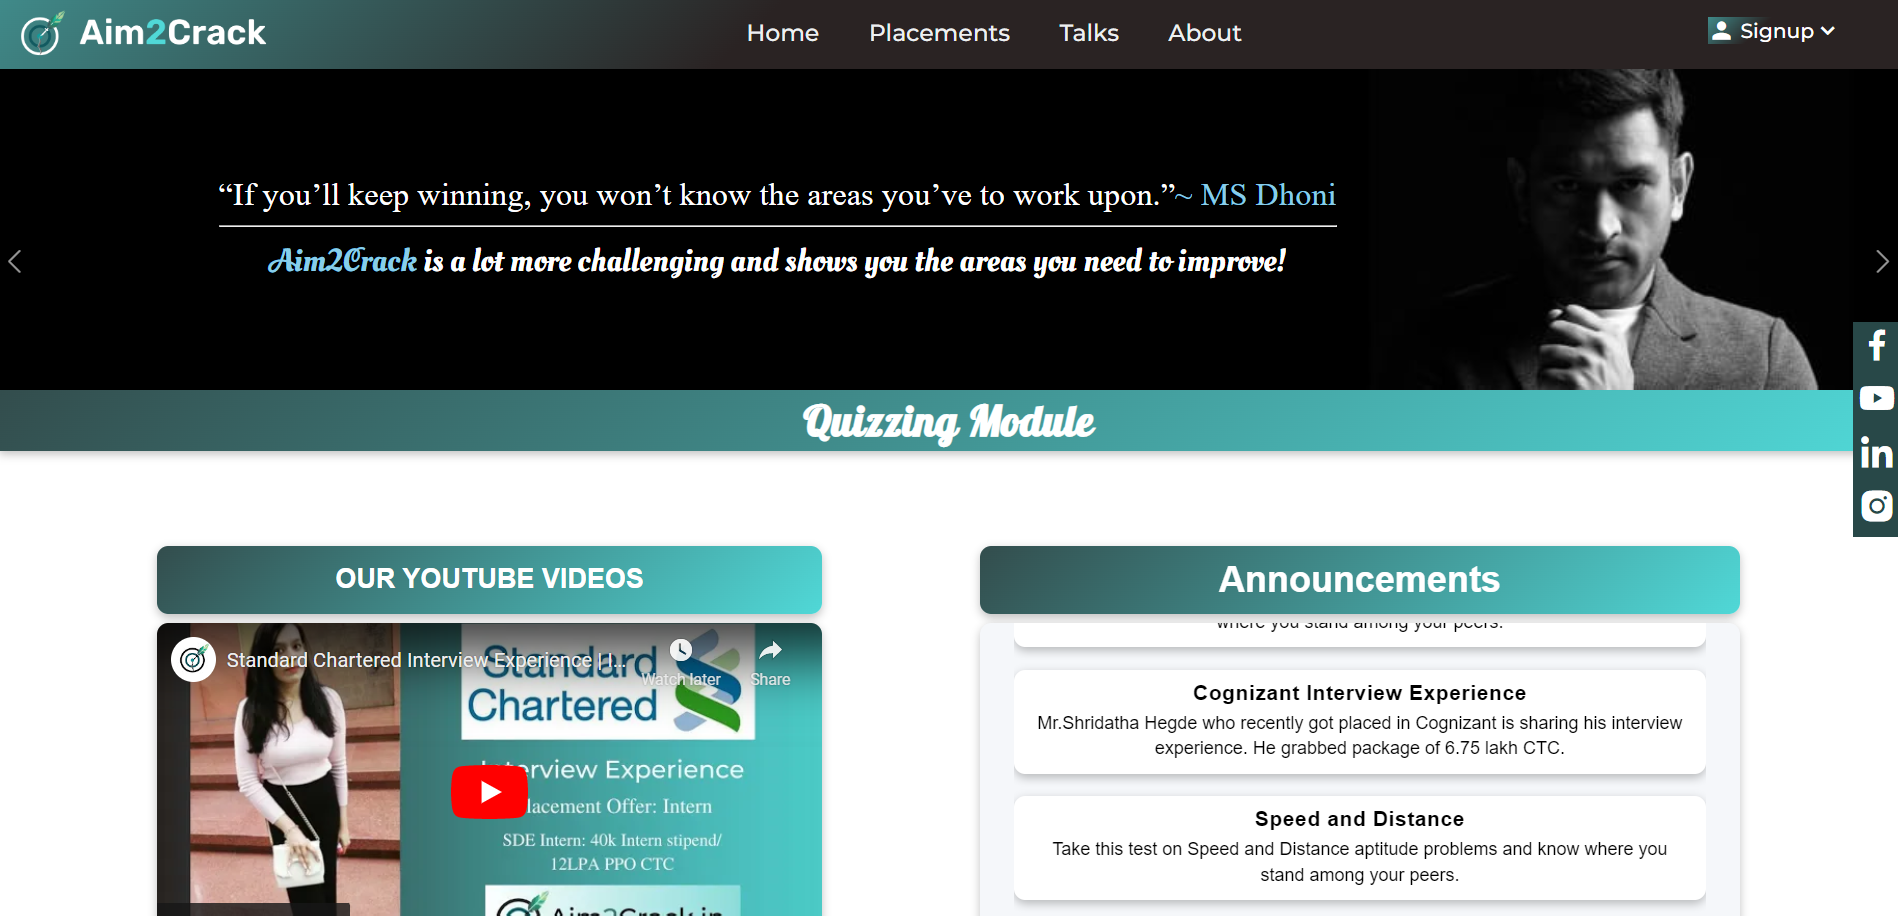 Aim2Crack
Home Placements Talks About
Signup
“If you’ll keep winning, you won’t know the areas you’ve to work upon.”~ MS Dhoni
Aim2Crack is a lot more challenging and shows you the areas you need to improve!
Quizzing Module
OUR YOUTUBE VIDEOS
Standard Chartered Interview Experience | I...
Watch later
Share
Standard
Chartered
Interview Experience
lacement Offer: Intern
SDE Intern: 40k Intern stipend/
12LPA PPO CTC
Aim2Crack.in
Announcements
where you stand among your peers.
Cognizant Interview Experience
Mr.Shridatha Hegde who recently got placed in Cognizant is sharing his interview
experience. He grabbed package of 6.75 lakh CTC.
Speed and Distance
Take this test on Speed and Distance aptitude problems and know where you
stand among your peers.